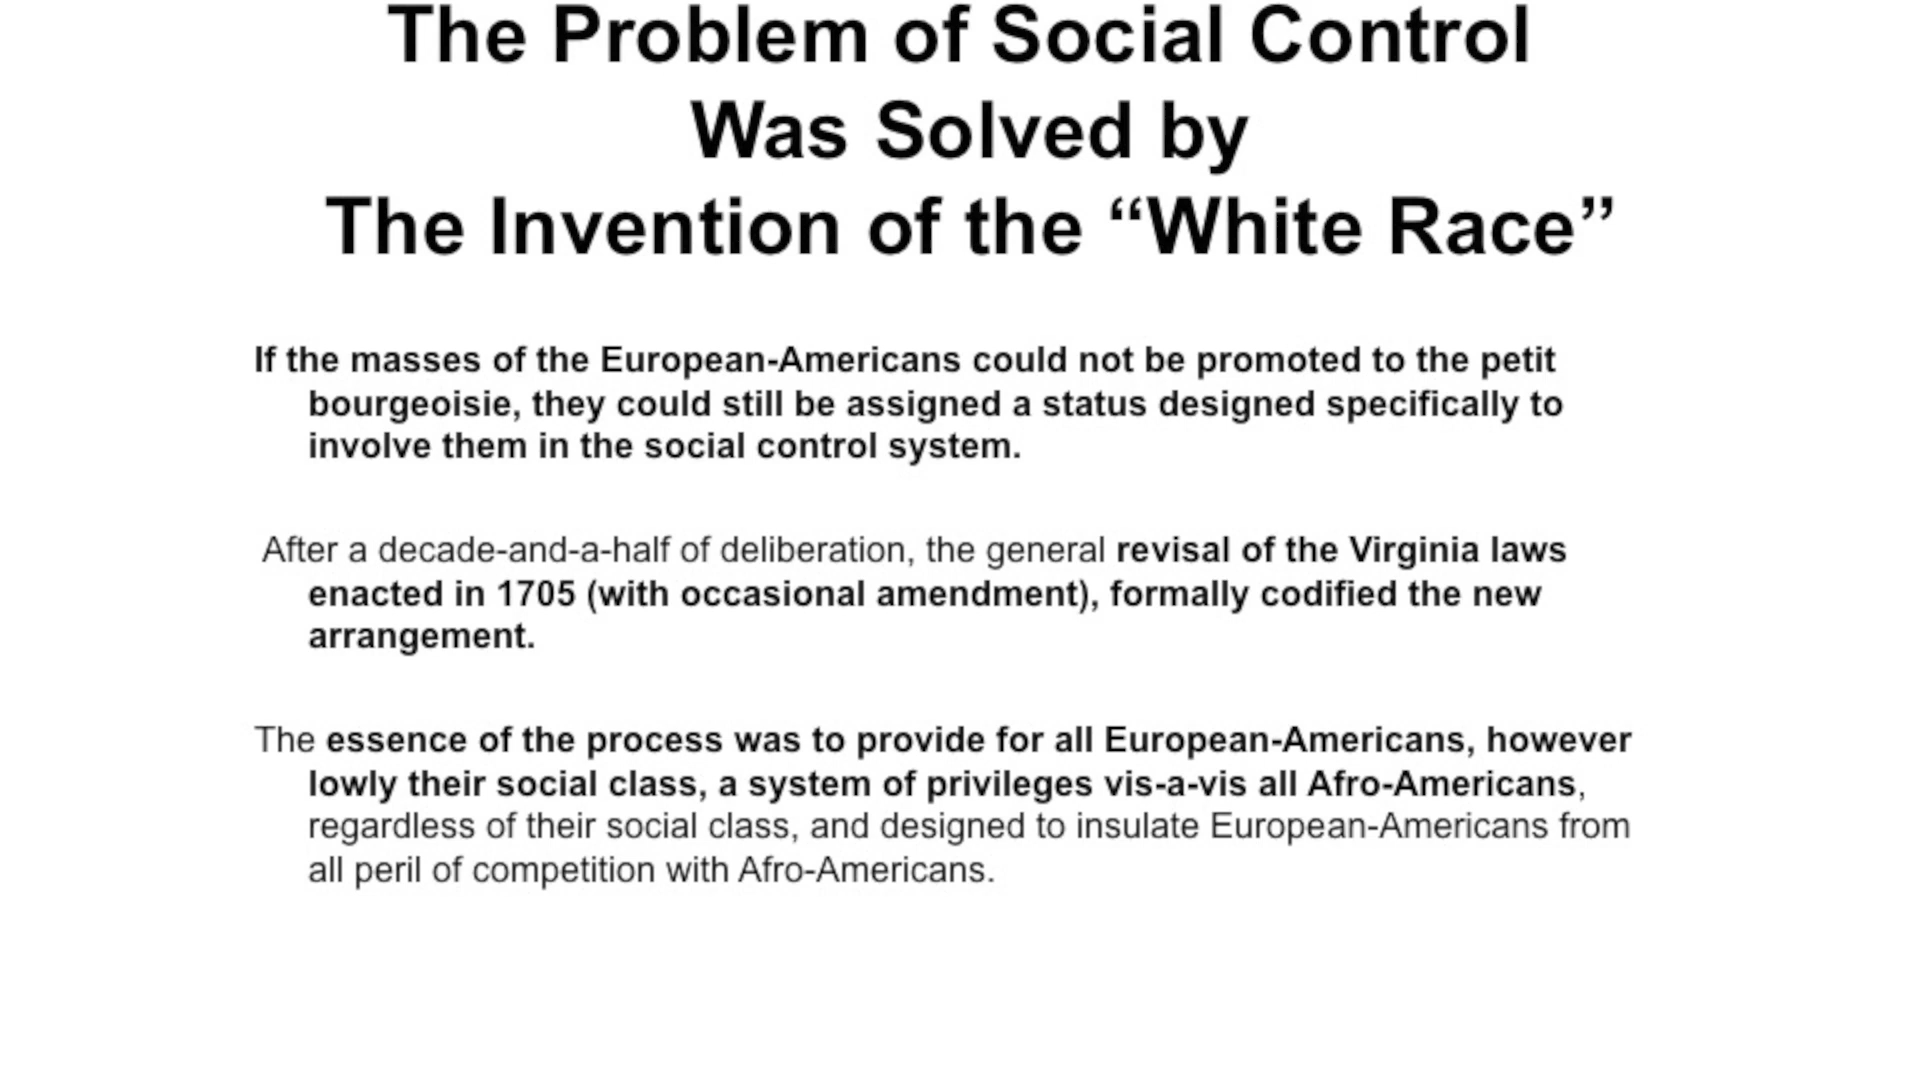 The Problem of Social Control
Was Solved by
The Invention of the “White Race”
If the masses of the European-Americans could not be promoted to the petit
bourgeoisie, they could still be assigned a status designed specifically to
involve them in the social control system.
After a decade-and-a-half of deliberation, the general revisal of the Virginia laws
enacted in 1705 (with occasional amendment), formally codified the new
arrangement.
The essence of the process was to provide for all European-Americans, however
lowly their social class, a system of privileges vis-a-vis all Afro-Americans,
regardless of their social class, and designed to insulate European-Americans from
all peril of competition with Afro-Americans.